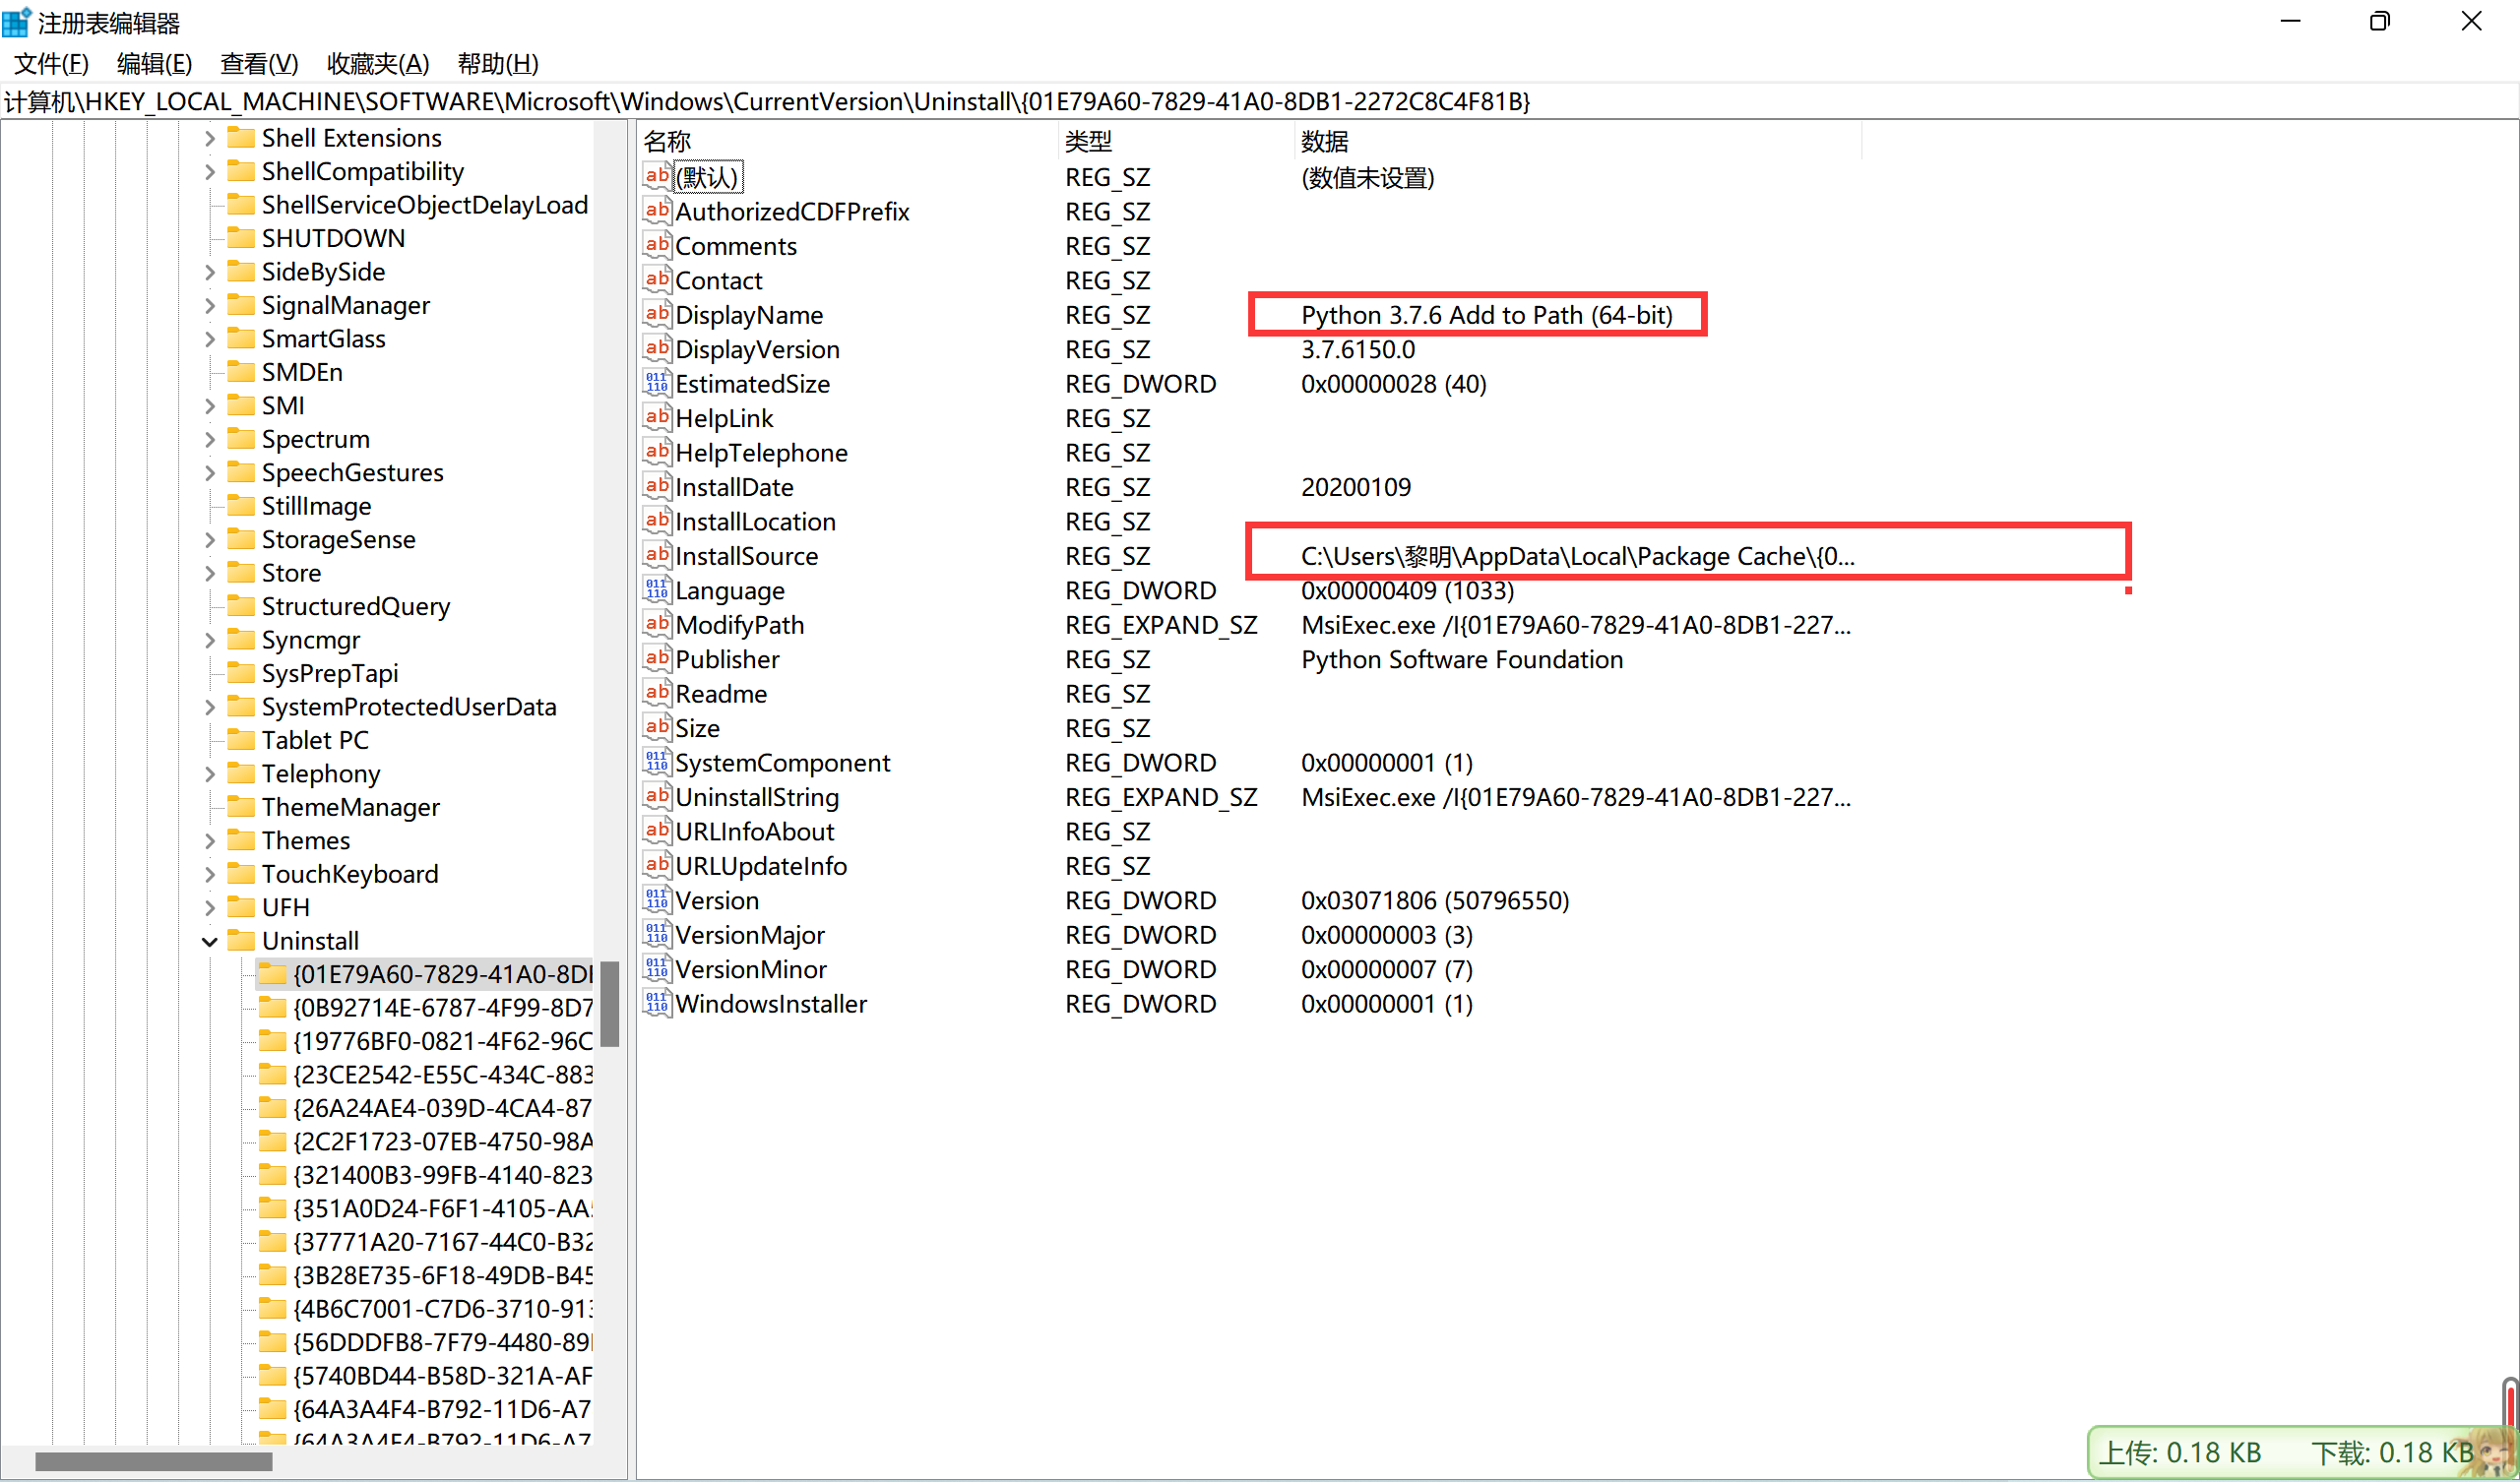 注册表编辑器
文件(F) 编辑(E) 查看(V) 收藏夹(A) 帮助(H)
计算机\HKEY_LOCAL_MACHINE\SOFTWARE\Microsoft\Windows\CurrentVersion\Uninstall\{01E79A60-7829-41A0-8DB1-2272C8C4F81B}
Shell Extensions
ShellCompatibility
ShellServiceObjectDelayLoad
SHUTDOWN
SideBySide
SignalManager
SmartGlass
SMDEn
SMI
Spectrum
SpeechGestures
StillImage
StorageSense
Store
StructuredQuery
Syncmgr
SysPrepTapi
SystemProtectedUserData
Tablet PC
Telephony
ThemeManager
Themes
TouchKeyboard
UFH
Uninstall
{01E79A60-7829-41A0-8D
{0B92714E-6787-4F99-8D7
{19776BF0-0821-4F62-96C
{23CE2542-E55C-434C-883
{26A24AE4-039D-4CA4-87
{2C2F1723-07EB-4750-98A
{321400B3-99FB-4140-823
{351A0D24-F6F1-4105-AA
{37771A20-7167-44C0-B32
{3B28E735-6F18-49DB-B45
{4B6C7001-C7D6-3710-913
{56DDDFB8-7F79-4480-89
{5740BD44-B58D-321A-AF
{64A3A4F4-B792-11D6-A7
{64A3A4F4-B792-11D6-A7
名称 类型 数据
(默认) REG_SZ (数值未设置)
AuthorizedCDFPrefix REG_SZ
Comments REG_SZ
Contact REG_SZ
DisplayName REG_SZ Python 3.7.6 Add to Path (64-bit)
DisplayVersion REG_SZ 3.7.6150.0
EstimatedSize REG_DWORD 0x00000028 (40)
HelpLink REG_SZ
HelpTelephone REG_SZ
InstallDate REG_SZ 20200109
InstallLocation REG_SZ
InstallSource REG_SZ C:\Users\黎明\AppData\Local\Package Cache\{0...
Language REG_DWORD 0x00000409 (1033)
ModifyPath REG_EXPAND_SZ MsiExec.exe /I{01E79A60-7829-41A0-8DB1-227...
Publisher REG_SZ Python Software Foundation
Readme REG_SZ
Size REG_SZ
SystemComponent REG_DWORD 0x00000001 (1)
UninstallString REG_EXPAND_SZ MsiExec.exe /I{01E79A60-7829-41A0-8DB1-227...
URLInfoAbout REG_SZ
URLUpdateInfo REG_SZ
Version REG_DWORD 0x03071806 (50796550)
VersionMajor REG_DWORD 0x00000003 (3)
VersionMinor REG_DWORD 0x00000007 (7)
WindowsInstaller REG_DWORD 0x00000001 (1)
上传: 0.18 KB 下载: 0.18 KB